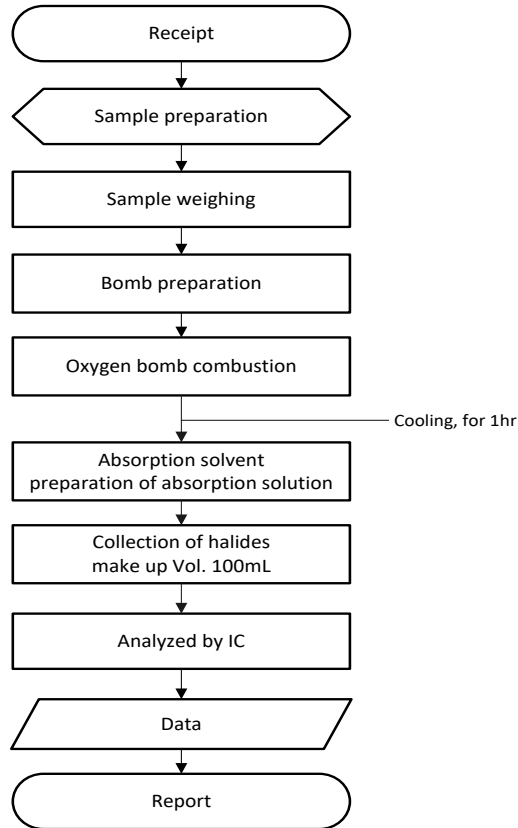 Receipt
Sample preparation
Sample weighing
Bomb preparation
Oxygen bomb combustion
Cooling, for 1hr
Absorption solvent
preparation of absorption solution
Collection of halides
make up Vol. 100mL
Analyzed by IC
Data
Report